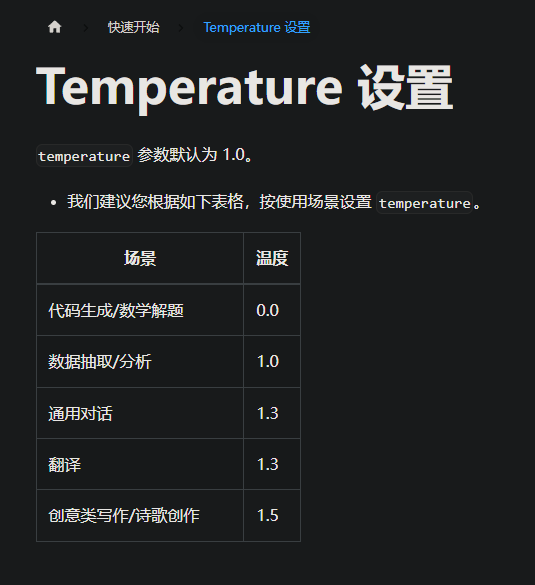 快速开始 > Temperature 设置
Temperature 设置
temperature 参数默认为 1.0。
• 我们建议您根据如下表格，按使用场景设置 temperature。
场景 温度
代码生成/数学解题 0.0
数据抽取/分析 1.0
通用对话 1.3
翻译 1.3
创意类写作/诗歌创作 1.5